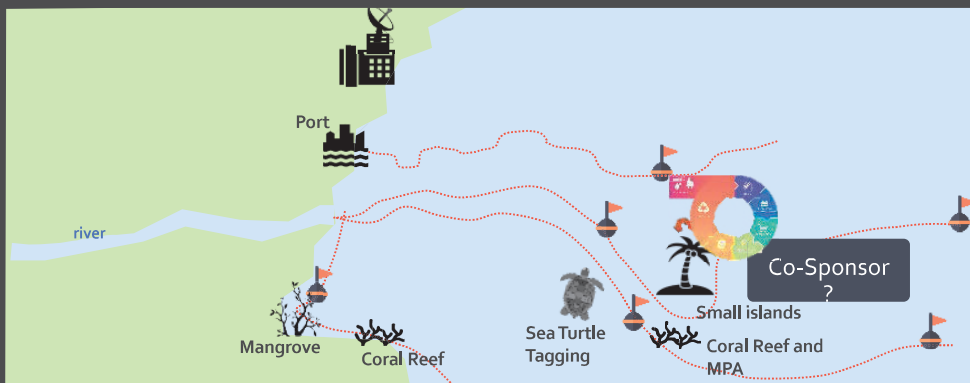 Port
river
Co-Sponsor
?
Small islands
Mangrove
Coral Reef
Sea Turtle
Tagging
Coral Reef and
MPA